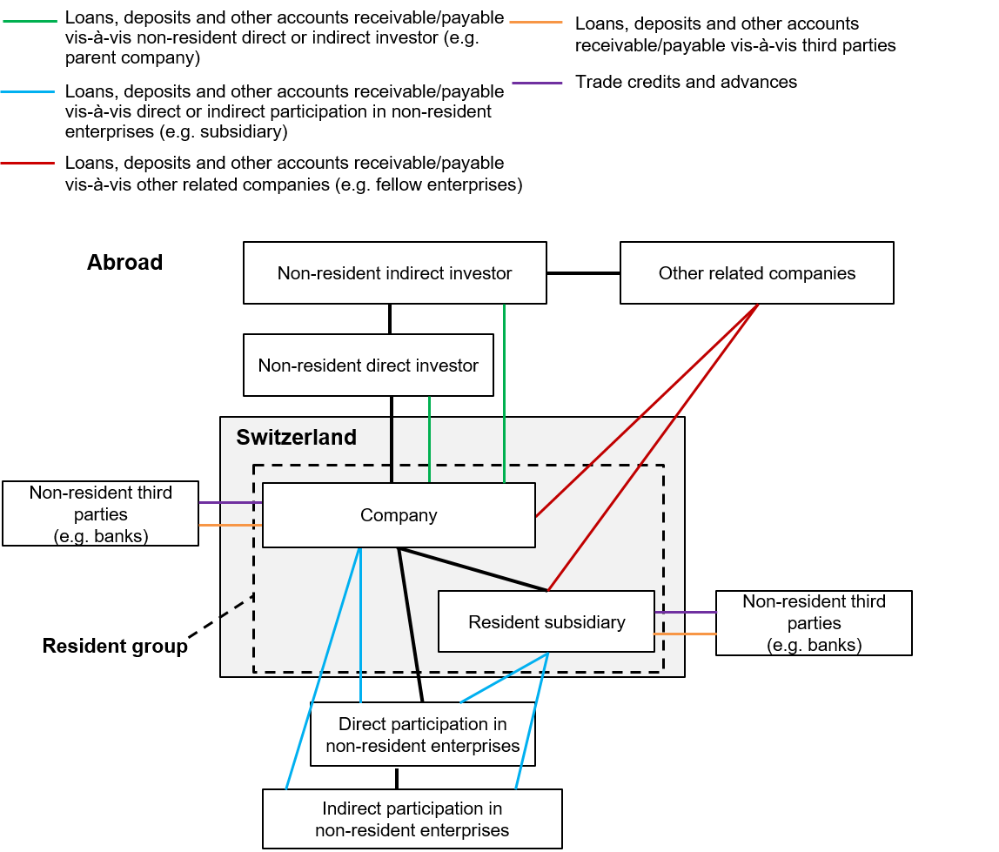 Loans, deposits and other accounts receivable/payable
vis-à-vis non-resident direct or indirect investor (e.g.
parent company)
Loans, deposits and other accounts receivable/payable
vis-à-vis direct or indirect participation in non-resident
enterprises (e.g. subsidiary)
Loans, deposits and other accounts receivable/payable
vis-à-vis other related companies (e.g. fellow enterprises)
Loans, deposits and other accounts
receivable/payable vis-à-vis third parties
Trade credits and advances
Abroad
Non-resident indirect investor
Other related companies
Non-resident direct investor
Switzerland
Non-resident third
parties
(e.g. banks)
Company
Resident subsidiary
Non-resident third
parties
(e.g. banks)
Resident group
Direct participation in
non-resident enterprises
Indirect participation in
non-resident enterprises